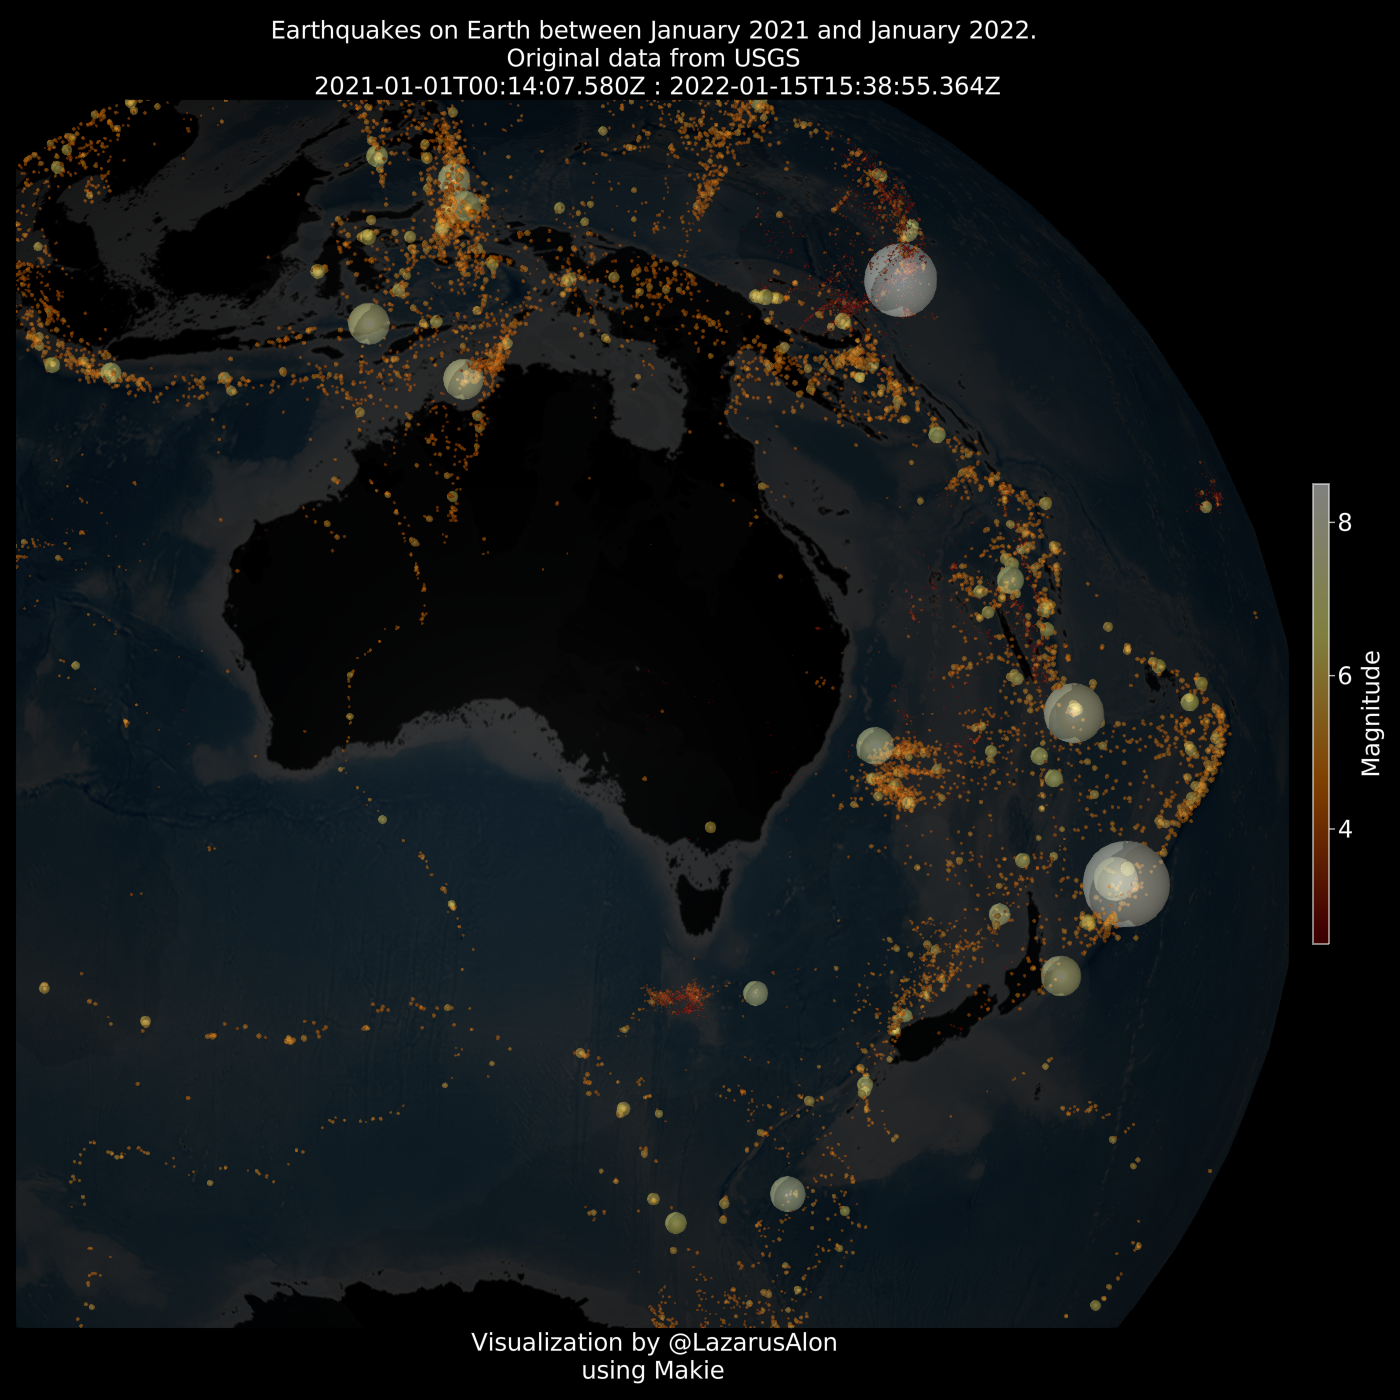 Earthquakes on Earth between January 2021 and January 2022.
Original data from USGS
2021-01-01T00:14:07.580Z : 2022-01-15T15:38:55.364Z
8
6
4
Magnitude
Visualization by @LazarusAlon
using Makie